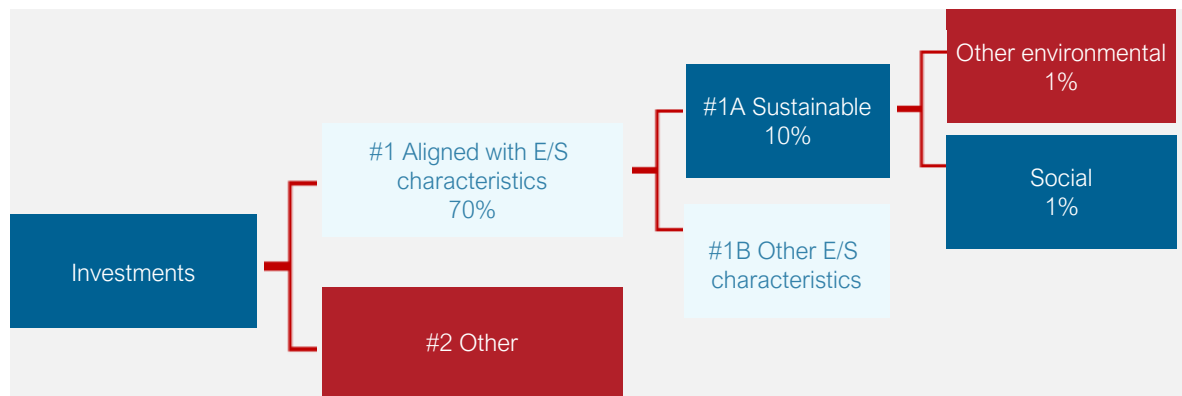 Investments
#1 Aligned with E/S
characteristics
70%
#2 Other
#1A Sustainable
10%
#1B Other E/S
characteristics
Other environmental
1%
Social
1%